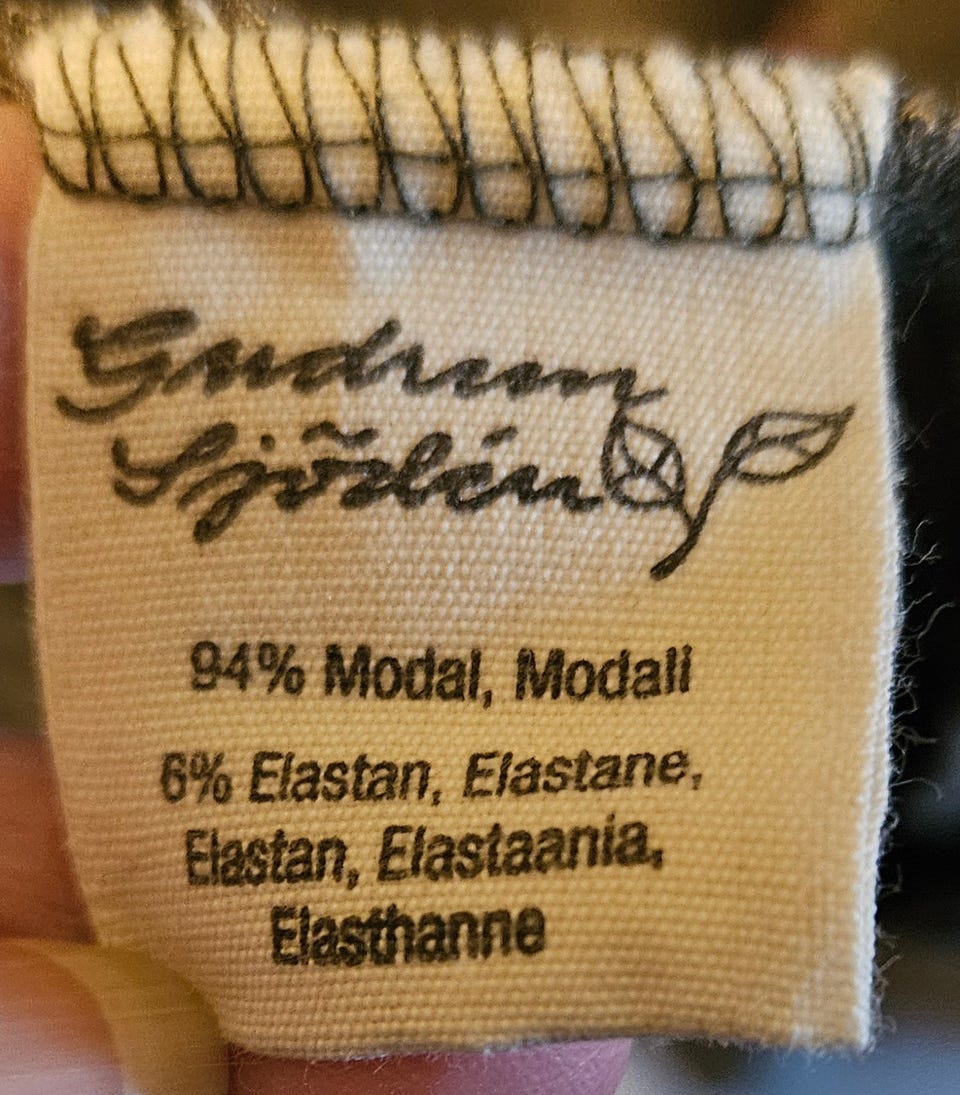 Gudrun
Sjödén
94% Modal, Modali
6% Elastan, Elastane,
Elastan, Elastaania,
Elasthanne